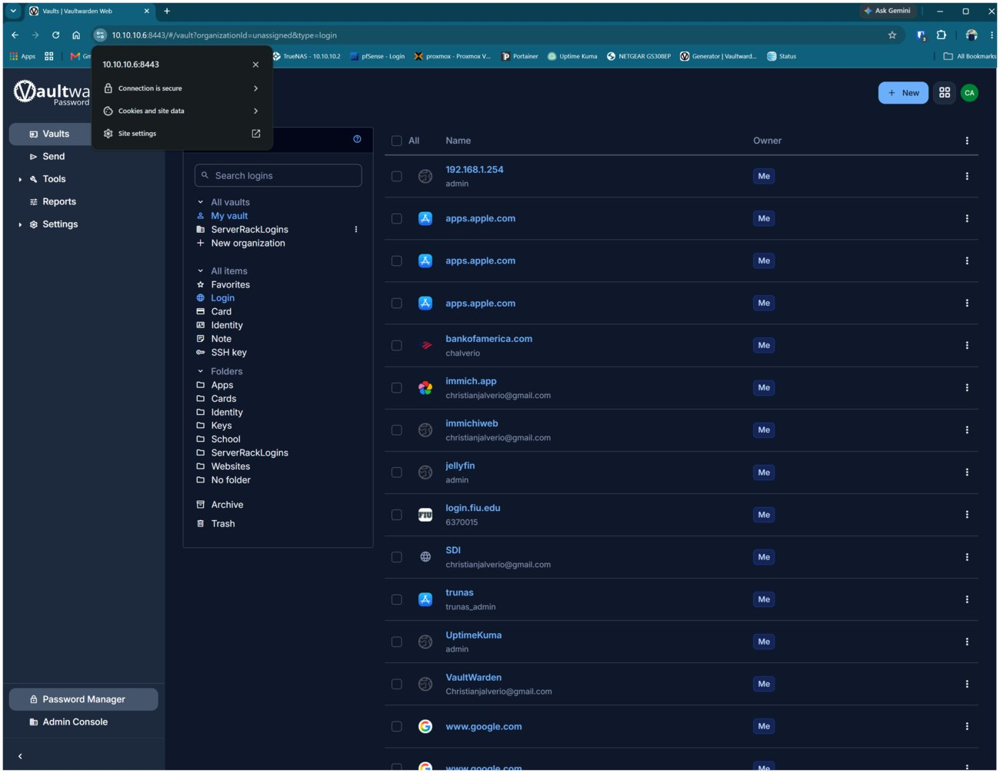 Vaults | Vaultwarden Web
Ask Gemini
10.10.10.6:8443/#/vault?organizationId=unassigned&type=login
Apps
Gm
TrueNAS - 10.10.10.2
pfSense - Login
proxmox - Proxmox V...
Portainer
Uptime Kuma
NETGEAR GS308EP
Generator | Vaultward...
Status
All Bookmarks
10.10.10.6:8443
Connection is secure
Cookies and site data
Site settings
Vaultwa
Password
New
CA
Vaults
Send
Tools
Reports
Settings
Search logins
All vaults
My vault
ServerRackLogins
New organization
All items
Favorites
Login
Card
Identity
Note
SSH key
Folders
Apps
Cards
Identity
Keys
School
ServerRackLogins
Websites
No folder
Archive
Trash
All Name Owner
192.168.1.254
admin
Me
apps.apple.com
Me
apps.apple.com
Me
apps.apple.com
Me
bankofamerica.com
chalverio
Me
immich.app
christianjalverio@gmail.com
Me
immichiweb
christianjalverio@gmail.com
Me
jellyfin
admin
Me
FIU
login.fiu.edu
6370015
Me
SDI
christianjalverio@gmail.com
Me
trunas
trunas_admin
Me
UptimeKuma
admin
Me
VaultWarden
Christianjalverio@gmail.com
Me
www.google.com
Me
www.google.com
Me
Password Manager
Admin Console